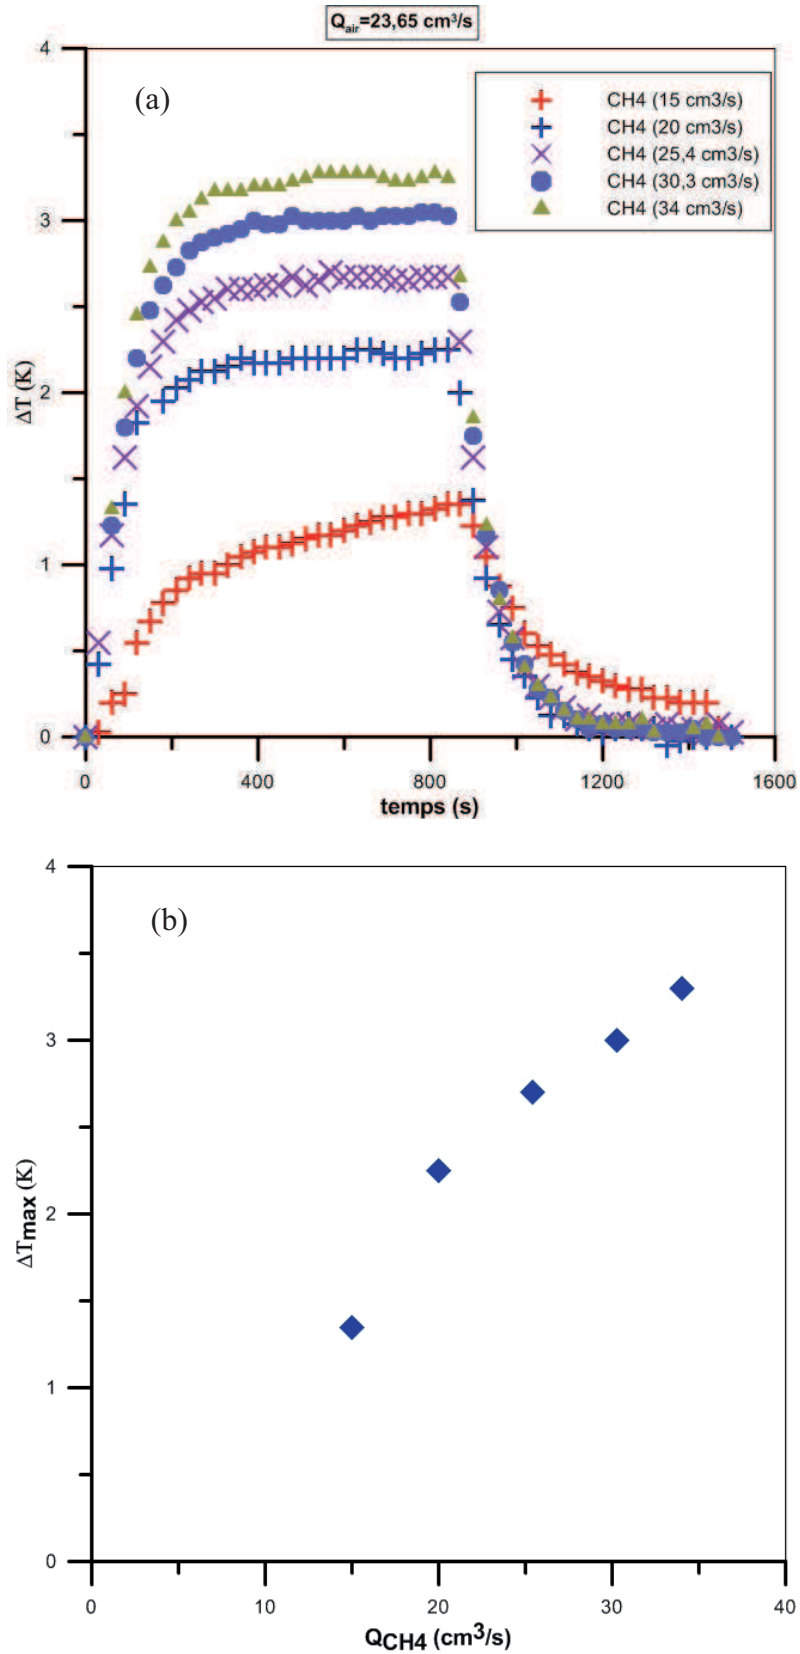 Qair=23,65 cm³/s
(a)
CH4 (15 cm3/s)
CH4 (20 cm3/s)
CH4 (25,4 cm3/s)
CH4 (30,3 cm3/s)
CH4 (34 cm3/s)
4
3
2
1
0
ΔT (K)
0 400 800 1200 1600
temps (s)
(b)
4
3
2
1
0
ΔTmax (K)
0 10 20 30 40
QCH4 (cm³/s)